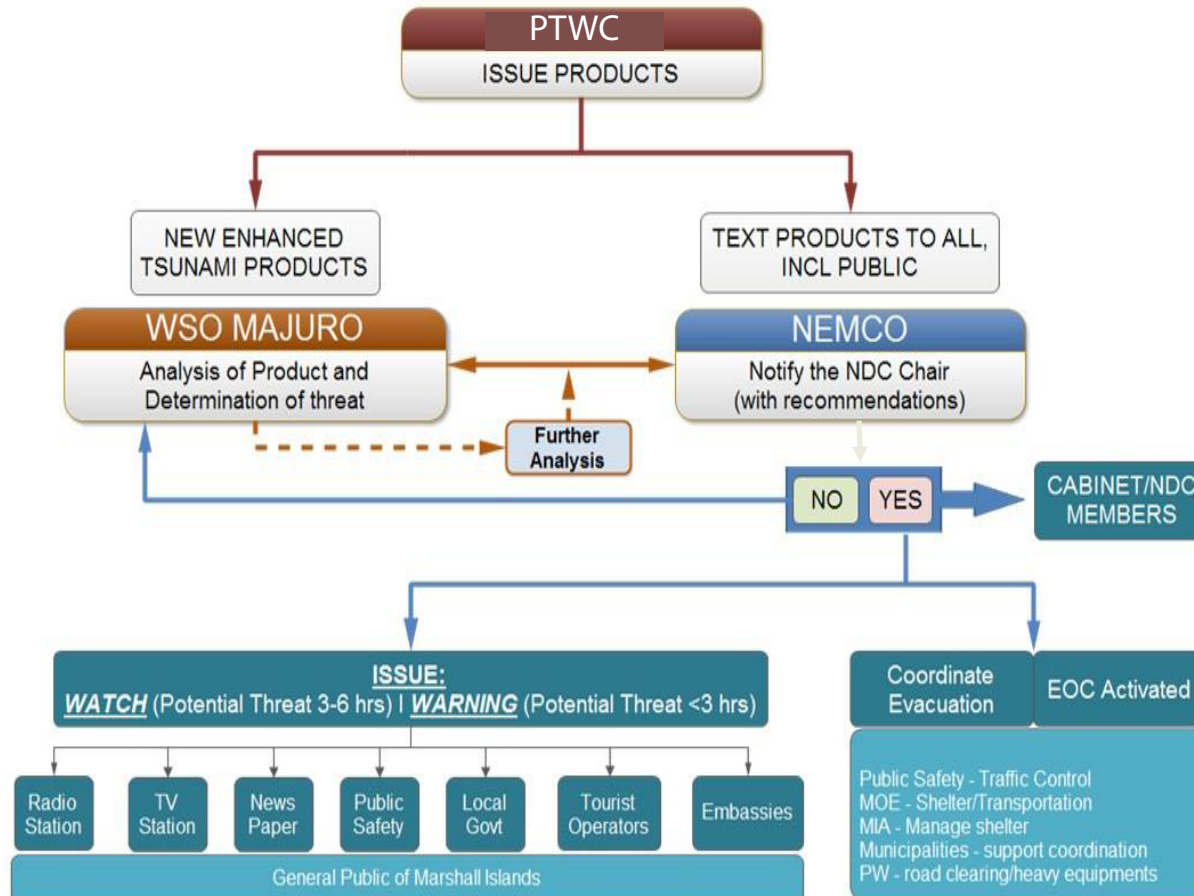 PTWC
ISSUE PRODUCTS
NEW ENHANCED
TSUNAMI PRODUCTS
TEXT PRODUCTS TO ALL,
INCL PUBLIC
WSO MAJURO
Analysis of Product and
Determination of threat
NEMCO
Notify the NDC Chair
(with recommendations)
Further
Analysis
NO
YES
CABINET/NDC
MEMBERS
ISSUE:
WATCH (Potential Threat 3-6 hrs) I WARNING (Potential Threat <3 hrs)
Coordinate
Evacuation
EOC Activated
Radio
Station
TV
Station
News
Paper
Public
Safety
Local
Govt
Tourist
Operators
Embassies
General Public of Marshall Islands
Public Safety - Traffic Control
MOE - Shelter/Transportation
MIA - Manage shelter
Municipalities - support coordination
PW - road clearing/heavy equipments